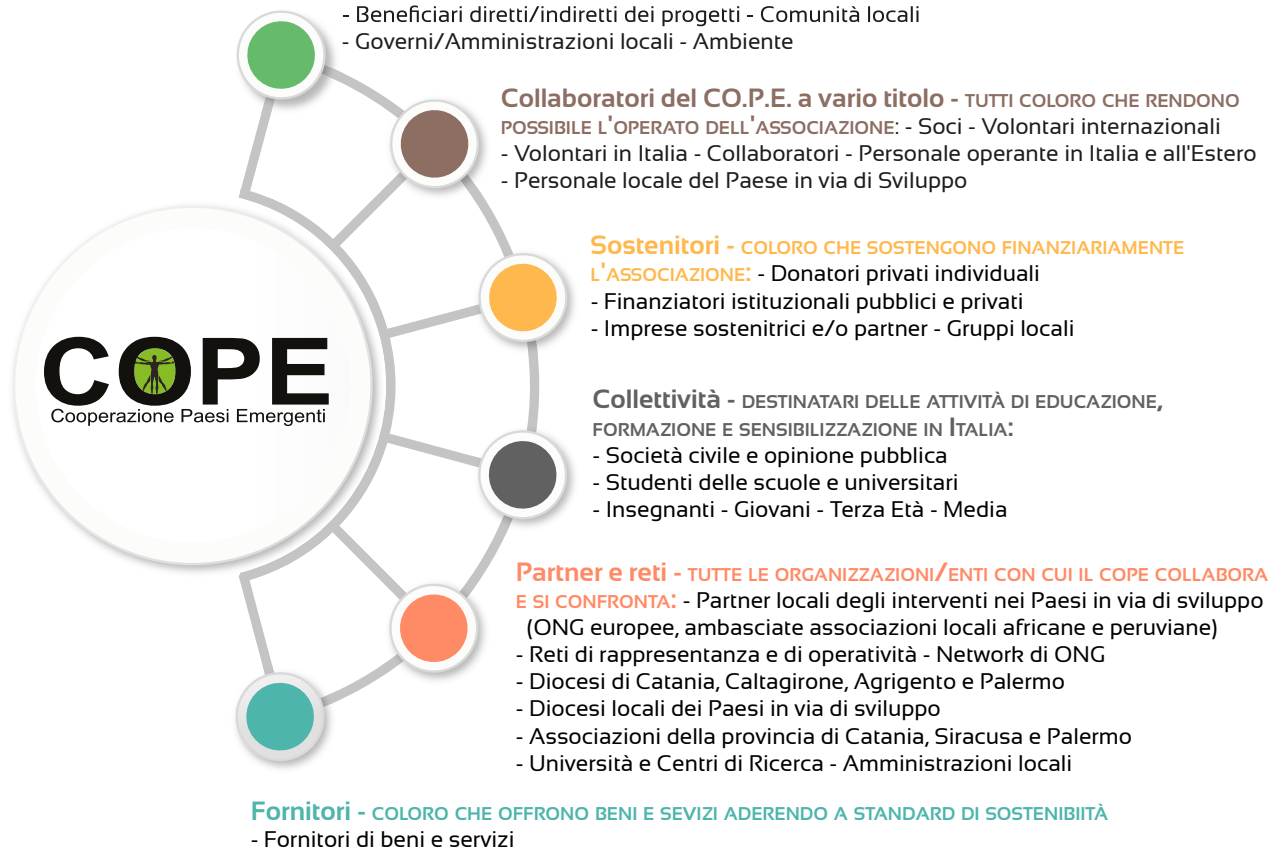 - Beneficiari diretti/indiretti dei progetti - Comunità locali
- Governi/Amministrazioni locali - Ambiente
Collaboratori del CO.P.E. a vario titolo - TUTTI COLORO CHE RENDONO
POSSIBILE L'OPERATO DELL'ASSOCIAZIONE: - Soci - Volontari internazionali
- Volontari in Italia - Collaboratori - Personale operante in Italia e all'Estero
- Personale locale del Paese in via di Sviluppo
Sostenitori - COLORO CHE SOSTENGONO FINANZIARIAMENTE
L'ASSOCIAZIONE: - Donatori privati individuali
- Finanziatori istituzionali pubblici e privati
- Imprese sostenitrici e/o partner - Gruppi locali
COPE
Cooperazione Paesi Emergenti
Collettività - DESTINATARI DELLE ATTIVITÀ DI EDUCAZIONE,
FORMAZIONE E SENSIBILIZZAZIONE IN ITALIA:
- Società civile e opinione pubblica
- Studenti delle scuole e universitari
- Insegnanti - Giovani - Terza Età - Media
Partner e reti - TUTTE LE ORGANIZZAZIONI/ENTI CON CUI IL COPE COLLABORA
E SI CONFRONTA: - Partner locali degli interventi nei Paesi in via di sviluppo
(ONG europee, ambasciate associazioni locali africane e peruviane)
- Reti di rappresentanza e di operatività - Network di ONG
- Diocesi di Catania, Caltagirone, Agrigento e Palermo
- Diocesi locali dei Paesi in via di sviluppo
- Associazioni della provincia di Catania, Siracusa e Palermo
- Università e Centri di Ricerca - Amministrazioni locali
Fornitori - COLORO CHE OFFRONO BENI E SEVIZI ADERENDO A STANDARD DI SOSTENIBIITÀ
- Fornitori di beni e servizi